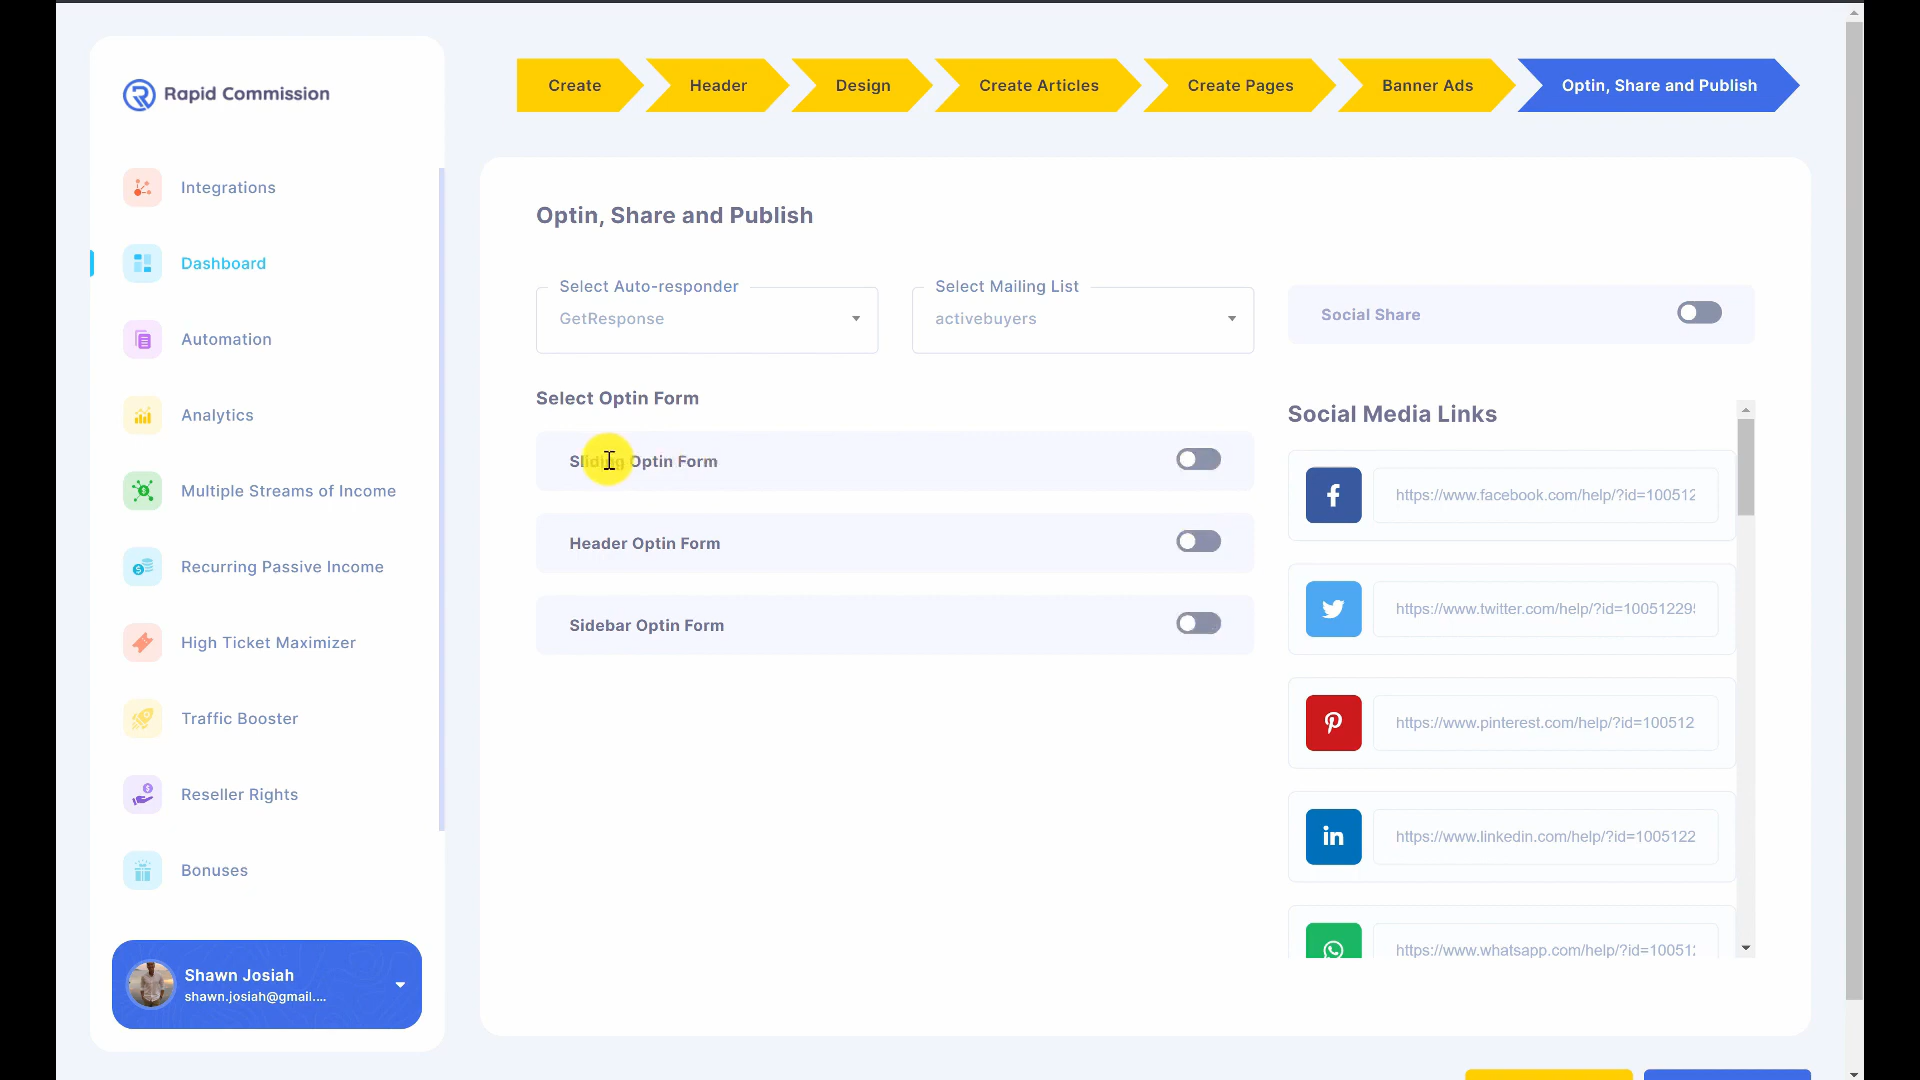 Rapid Commission
Create
Header
Design
Create Articles
Create Pages
Banner Ads
Optin, Share and Publish
Integrations
Dashboard
Automation
Analytics
Multiple Streams of Income
Recurring Passive Income
High Ticket Maximizer
Traffic Booster
Reseller Rights
Bonuses
Shawn Josiah
shawn.josiah@gmail....
Optin, Share and Publish
Select Auto-responder
GetResponse
Select Mailing List
activebuyers
Social Share
Select Optin Form
Sliding Optin Form
Header Optin Form
Sidebar Optin Form
Social Media Links
https://www.facebook.com/help/?id=100512
https://www.twitter.com/help/?id=10051229
https://www.pinterest.com/help/?id=100512
in
https://www.linkedin.com/help/?id=1005122
https://www.whatsapp.com/help/?id=10051